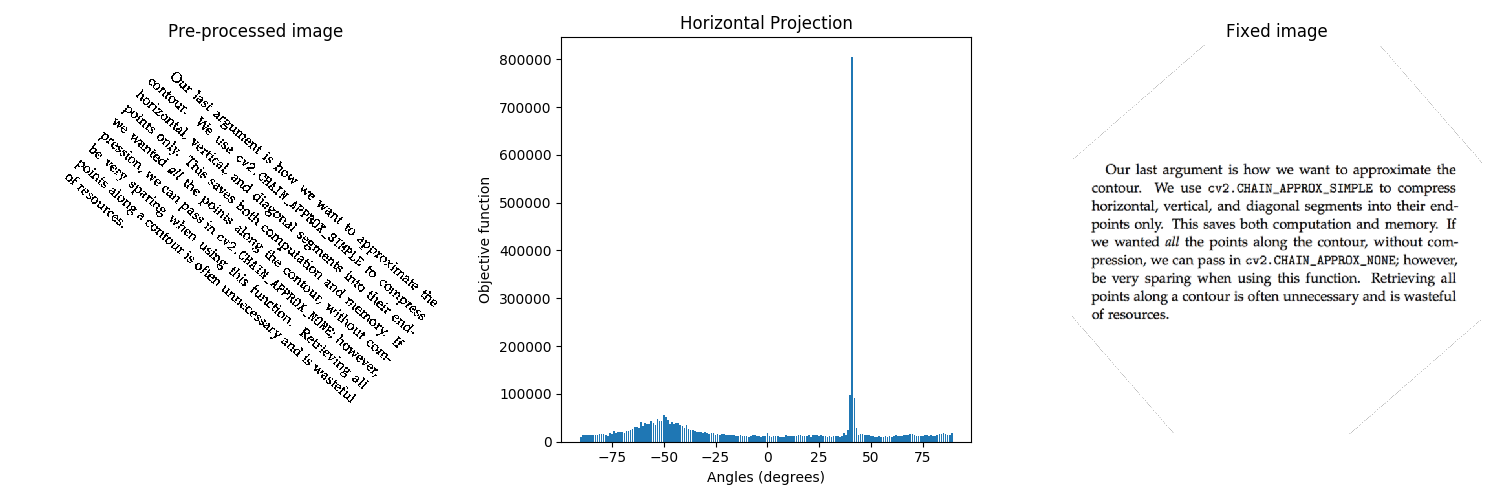 Pre-processed image
Our last argument is how we want to approximate the
contour. We use cv2.CHAIN_APPROX_SIMPLE to compress
horizontal, vertical, and diagonal segments into their end-
points only. This saves both computation and memory. If
we wanted all the points along the contour, without com-
pression, we can pass in cv2.CHAIN_APPROX_NONE; however,
be very sparing when using this function. Retrieving all
points along a contour is often unnecessary and is wasteful
of resources.
Horizontal Projection
Objective function
800000
700000
600000
500000
400000
300000
200000
100000
0
−75 −50 −25 0 25 50 75
Angles (degrees)
Fixed image
Our last argument is how we want to approximate the
contour. We use cv2.CHAIN_APPROX_SIMPLE to compress
horizontal, vertical, and diagonal segments into their end-
points only. This saves both computation and memory. If
we wanted all the points along the contour, without com-
pression, we can pass in cv2.CHAIN_APPROX_NONE; however,
be very sparing when using this function. Retrieving all
points along a contour is often unnecessary and is wasteful
of resources.